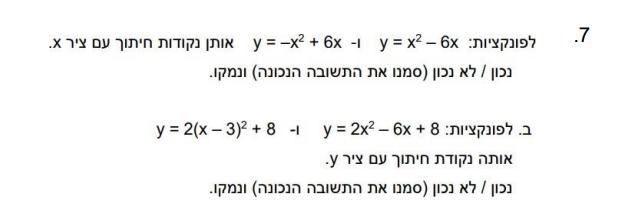 7. לפונקציות: y = x² – 6x ו- y = –x² + 6x אותן נקודות חיתוך עם ציר x.
נכון / לא נכון (סמנו את התשובה הנכונה) ונמקו.
ב. לפונקציות: y = 2x² – 6x + 8 ו- y = 2(x – 3)² + 8
אותה נקודת חיתוך עם ציר y.
נכון / לא נכון (סמנו את התשובה הנכונה) ונמקו.